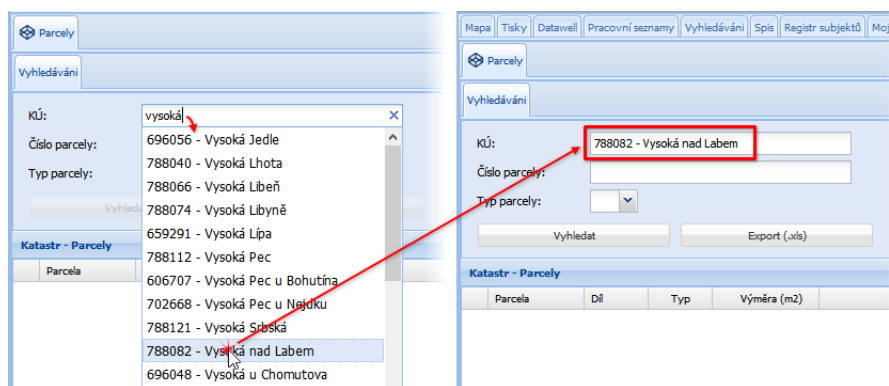 Parcely
Vyhledávání
KÚ:
vysoká
Číslo parcely:
Typ parcely:
696056 - Vysoká Jedle
788040 - Vysoká Lhota
788066 - Vysoká Libeň
788074 - Vysoká Libyně
659291 - Vysoká Lípa
788112 - Vysoká Pec
606707 - Vysoká Pec u Bohutína
702668 - Vysoká Pec u Nejdku
788121 - Vysoká Srbská
788082 - Vysoká nad Labem
696048 - Vysoká u Chomutova
Katastr - Parcely
Parcela
Mapa Tisky Datawell Pracovní seznamy Vyhledávání Spis Registr subjektů
Parcely
Vyhledávání
KÚ:
788082 - Vysoká nad Labem
Číslo parcely:
Typ parcely:
Vyhledat Export (.xls)
Katastr - Parcely
Parcela Díl Typ Výměra (m2)